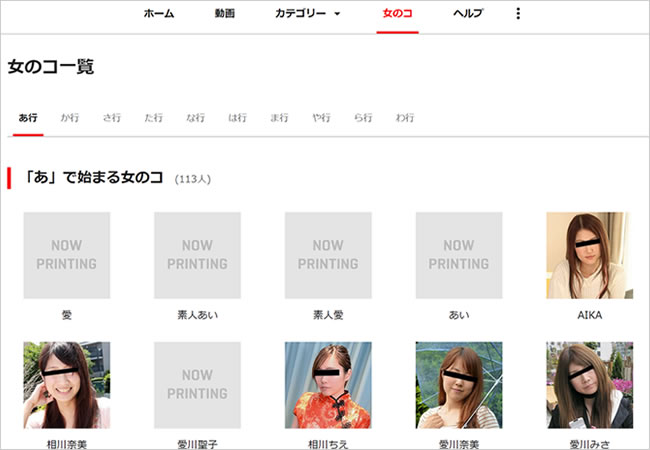 ホーム 動画 カテゴリー 女のコ ヘルプ
女のコ一覧
あ行 か行 さ行 た行 な行 は行 ま行 や行 ら行 わ行
「あ」で始まる女のコ (113人)
NOW PRINTING NOW PRINTING NOW PRINTING NOW PRINTING
愛 素人あい 素人愛 あい AIKA
NOW PRINTING
相川奈美 愛川聖子 相川ちえ 愛川奈美 愛川みさ